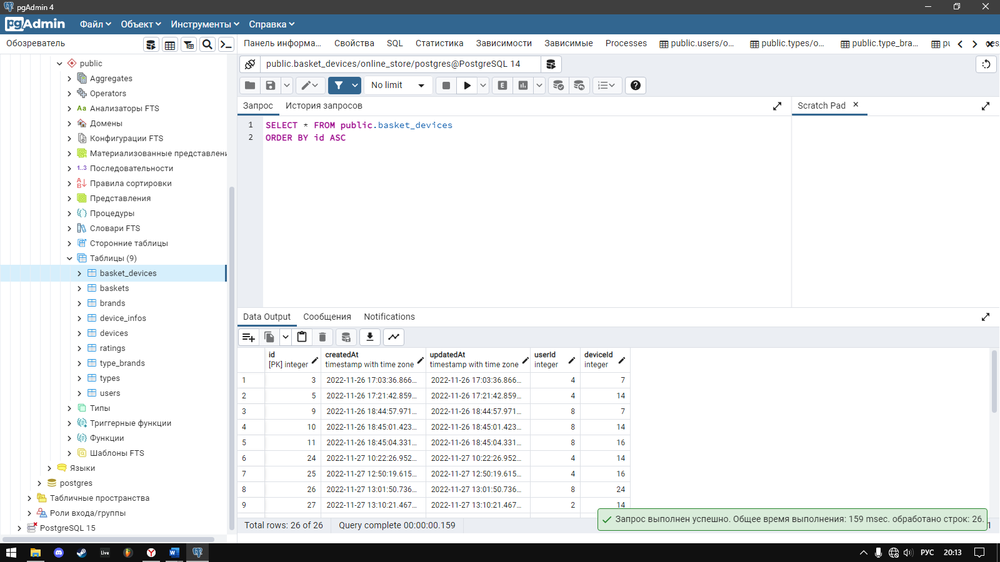 pgAdmin 4
pgAdmin Файл Объект Инструменты Справка
Обозреватель
Панель информа... Свойства SQL Статистика Зависимости Зависимые Processes public.users/o... public.types/o... public.type_bra...
public.basket_devices/online_store/postgres@PostgreSQL 14
No limit
Запрос История запросов Scratch Pad
1 SELECT * FROM public.basket_devices
2 ORDER BY id ASC
public
Aggregates
Operators
Анализаторы FTS
Домены
Конфигурации FTS
Материализованные представлени
Последовательности
Правила сортировки
Представления
Процедуры
Словари FTS
Сторонние таблицы
Таблицы (9)
basket_devices
baskets
brands
device_infos
devices
ratings
type_brands
types
users
Типы
Триггерные функции
Функции
Шаблоны FTS
Языки
postgres
Табличные пространства
Роли входа/группы
PostgreSQL 15
Data Output Сообщения Notifications
id createdAt updatedAt userId deviceId
[PK] integer timestamp with time zone timestamp with time zone integer integer
1 3 2022-11-26 17:03:36.866... 2022-11-26 17:03:36.866... 4 7
2 5 2022-11-26 17:21:42.859... 2022-11-26 17:21:42.859... 4 14
3 9 2022-11-26 18:44:57.971... 2022-11-26 18:44:57.971... 8 7
4 10 2022-11-26 18:45:01.423... 2022-11-26 18:45:01.423... 8 14
5 11 2022-11-26 18:45:04.331... 2022-11-26 18:45:04.331... 8 16
6 24 2022-11-27 10:22:26.952... 2022-11-27 10:22:26.952... 4 14
7 25 2022-11-27 12:50:19.615... 2022-11-27 12:50:19.615... 4 16
8 26 2022-11-27 13:01:50.736... 2022-11-27 13:01:50.736... 8 24
9 27 2022-11-27 13:10:21.467... 2022-11-27 13:10:21.467... 2 14
Total rows: 26 of 26 Query complete 00:00:00.159
Запрос выполнен успешно. Общее время выполнения: 159 msec. обработано строк: 26.
Live РУС 20:13